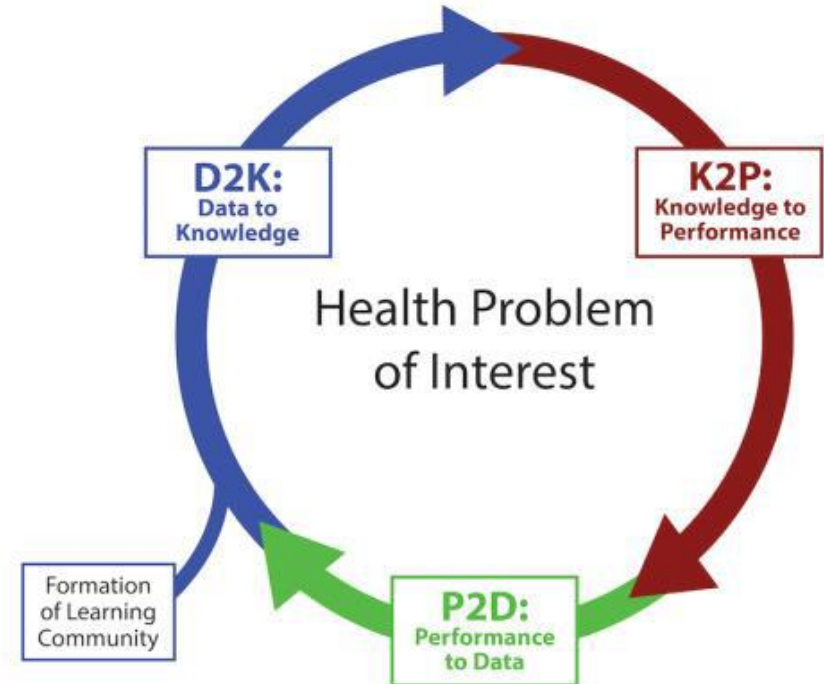 D2K:
Data to
Knowledge
K2P:
Knowledge to
Performance
Health Problem
of Interest
Formation
of Learning
Community
P2D:
Performance
to Data